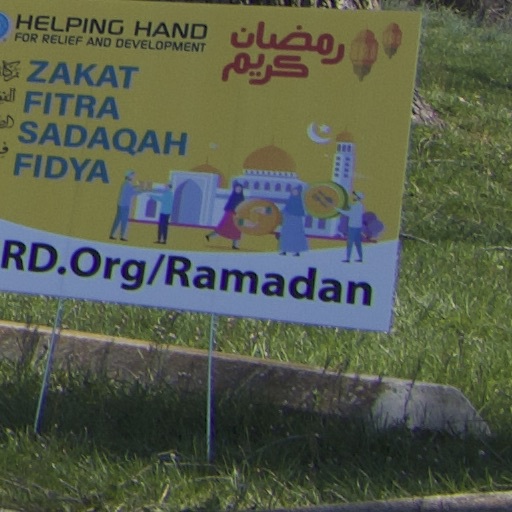 HELPING HAND
FOR RELIEF AND DEVELOPMENT
رمضان
كريم
ZAKAT
FITRA
SADAQAH
FIDYA
RD.Org/Ramadan